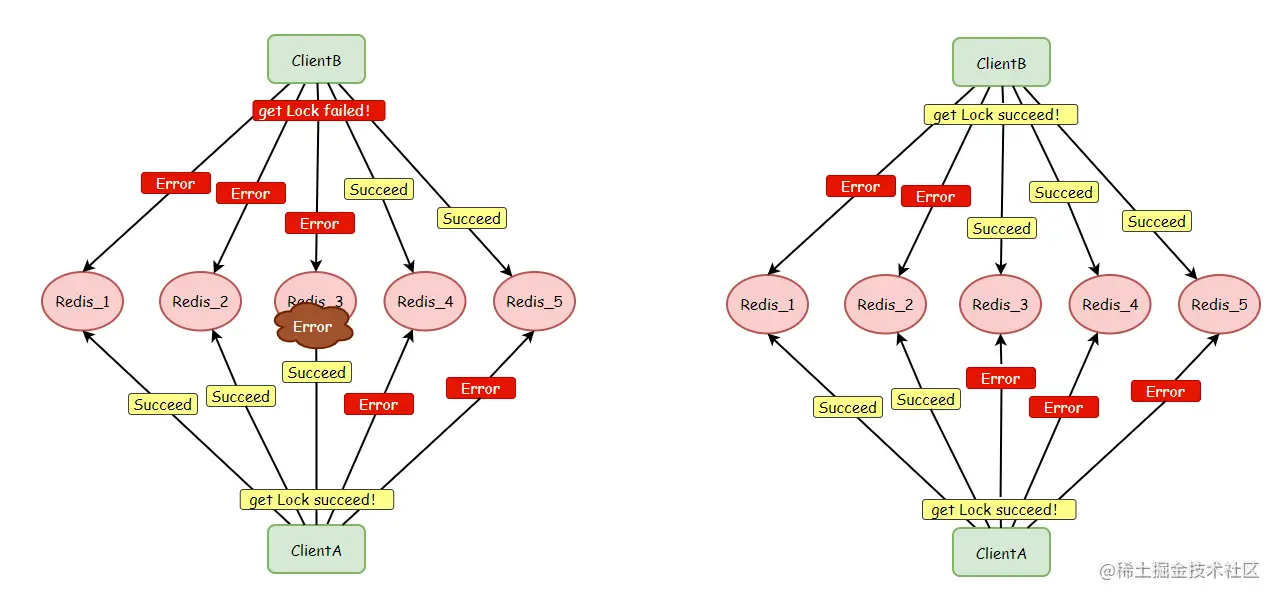 ClientB
get Lock failed!
Error
Error
Succeed
Succeed
Error
Redis_1
Redis_2
Redis_3
Redis_4
Redis_5
Error
Succeed
Succeed
Succeed
Error
Error
get Lock succeed!
ClientA
ClientB
get Lock succeed!
Error
Error
Succeed
Succeed
Succeed
Redis_1
Redis_2
Redis_3
Redis_4
Redis_5
Succeed
Succeed
Error
Error
Error
get Lock succeed!
ClientA
@稀土掘金技术社区